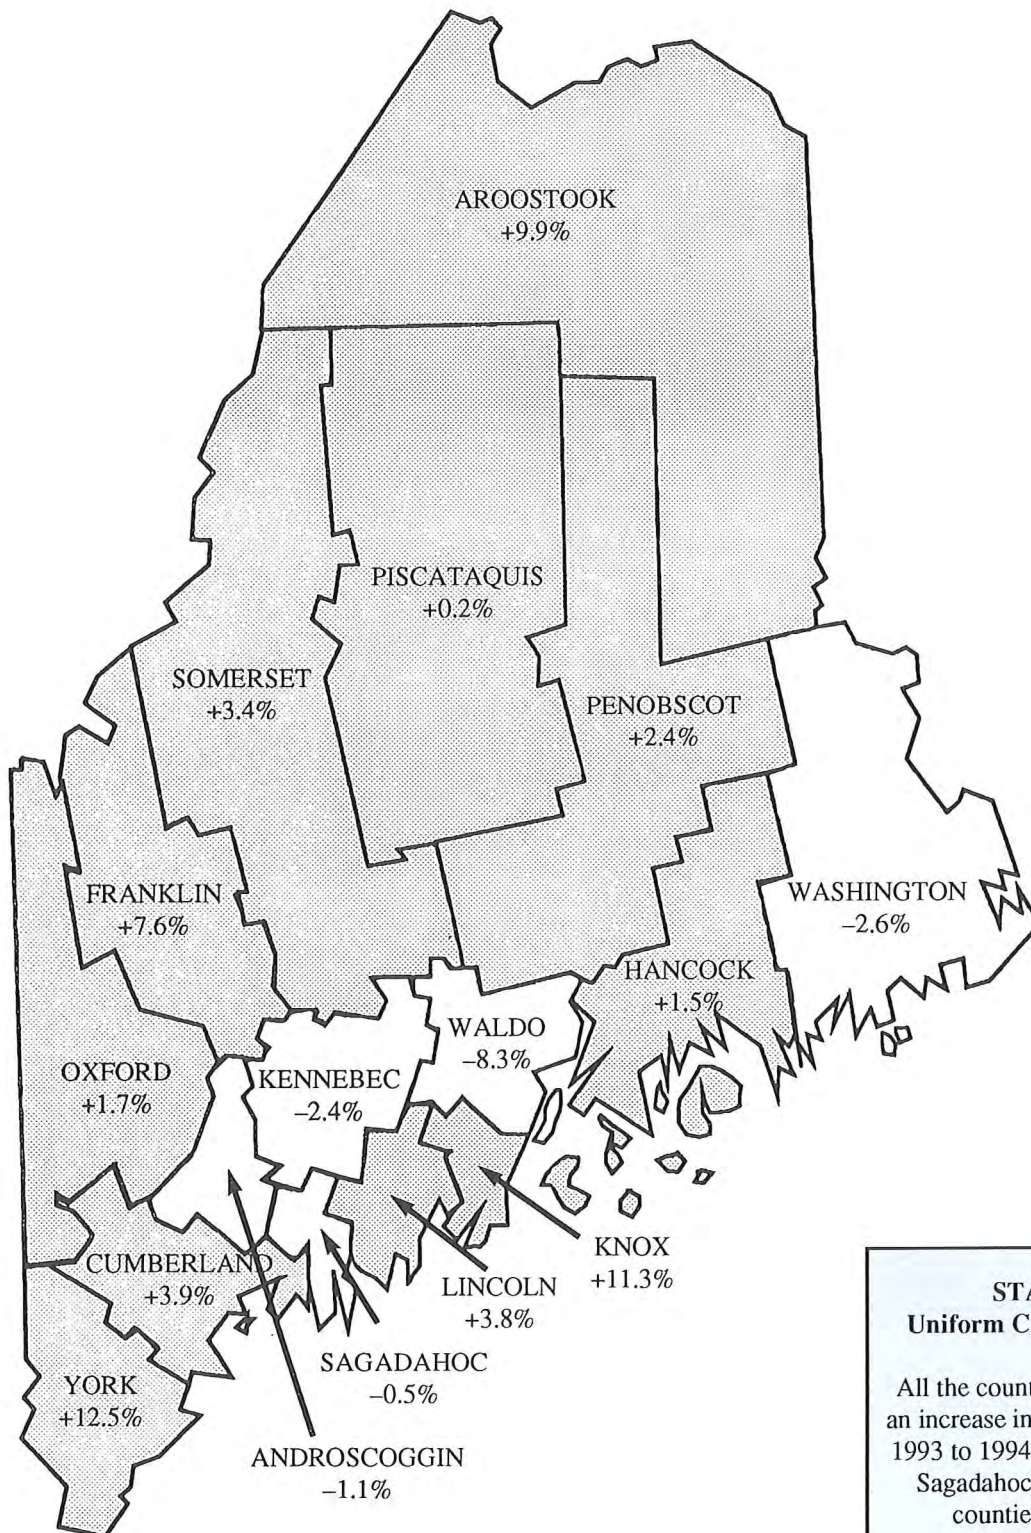 AROOSTOOK
+9.9%
PISCATAQUIS
+0.2%
SOMERSET
+3.4%
PENOBSCOT
+2.4%
FRANKLIN
+7.6%
WASHINGTON
–2.6%
HANCOCK
+1.5%
WALDO
–8.3%
OXFORD
+1.7%
KENNEBEC
–2.4%
KNOX
+11.3%
CUMBERLAND
+3.9%
LINCOLN
+3.8%
SAGADAHOC
–0.5%
YORK
+12.5%
ANDROSCOGGIN
–1.1%
Uniform
All the
an increase in
1993 to 1994
Sagadahoc